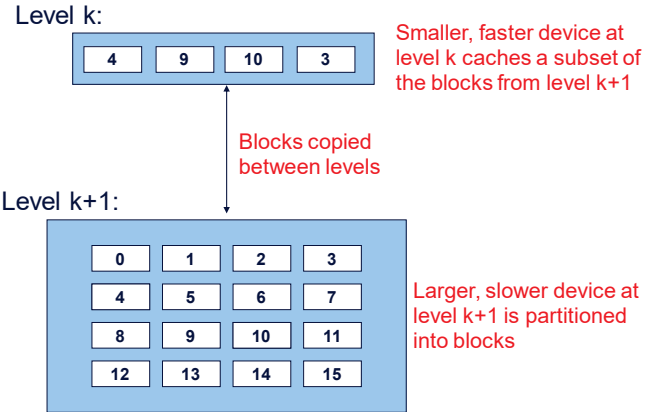 Level k:
4 9 10 3
Smaller, faster device at
level k caches a subset of
the blocks from level k+1
Blocks copied
between levels
Level k+1:
0 1 2 3
4 5 6 7
8 9 10 11
12 13 14 15
Larger, slower device at
level k+1 is partitioned
into blocks